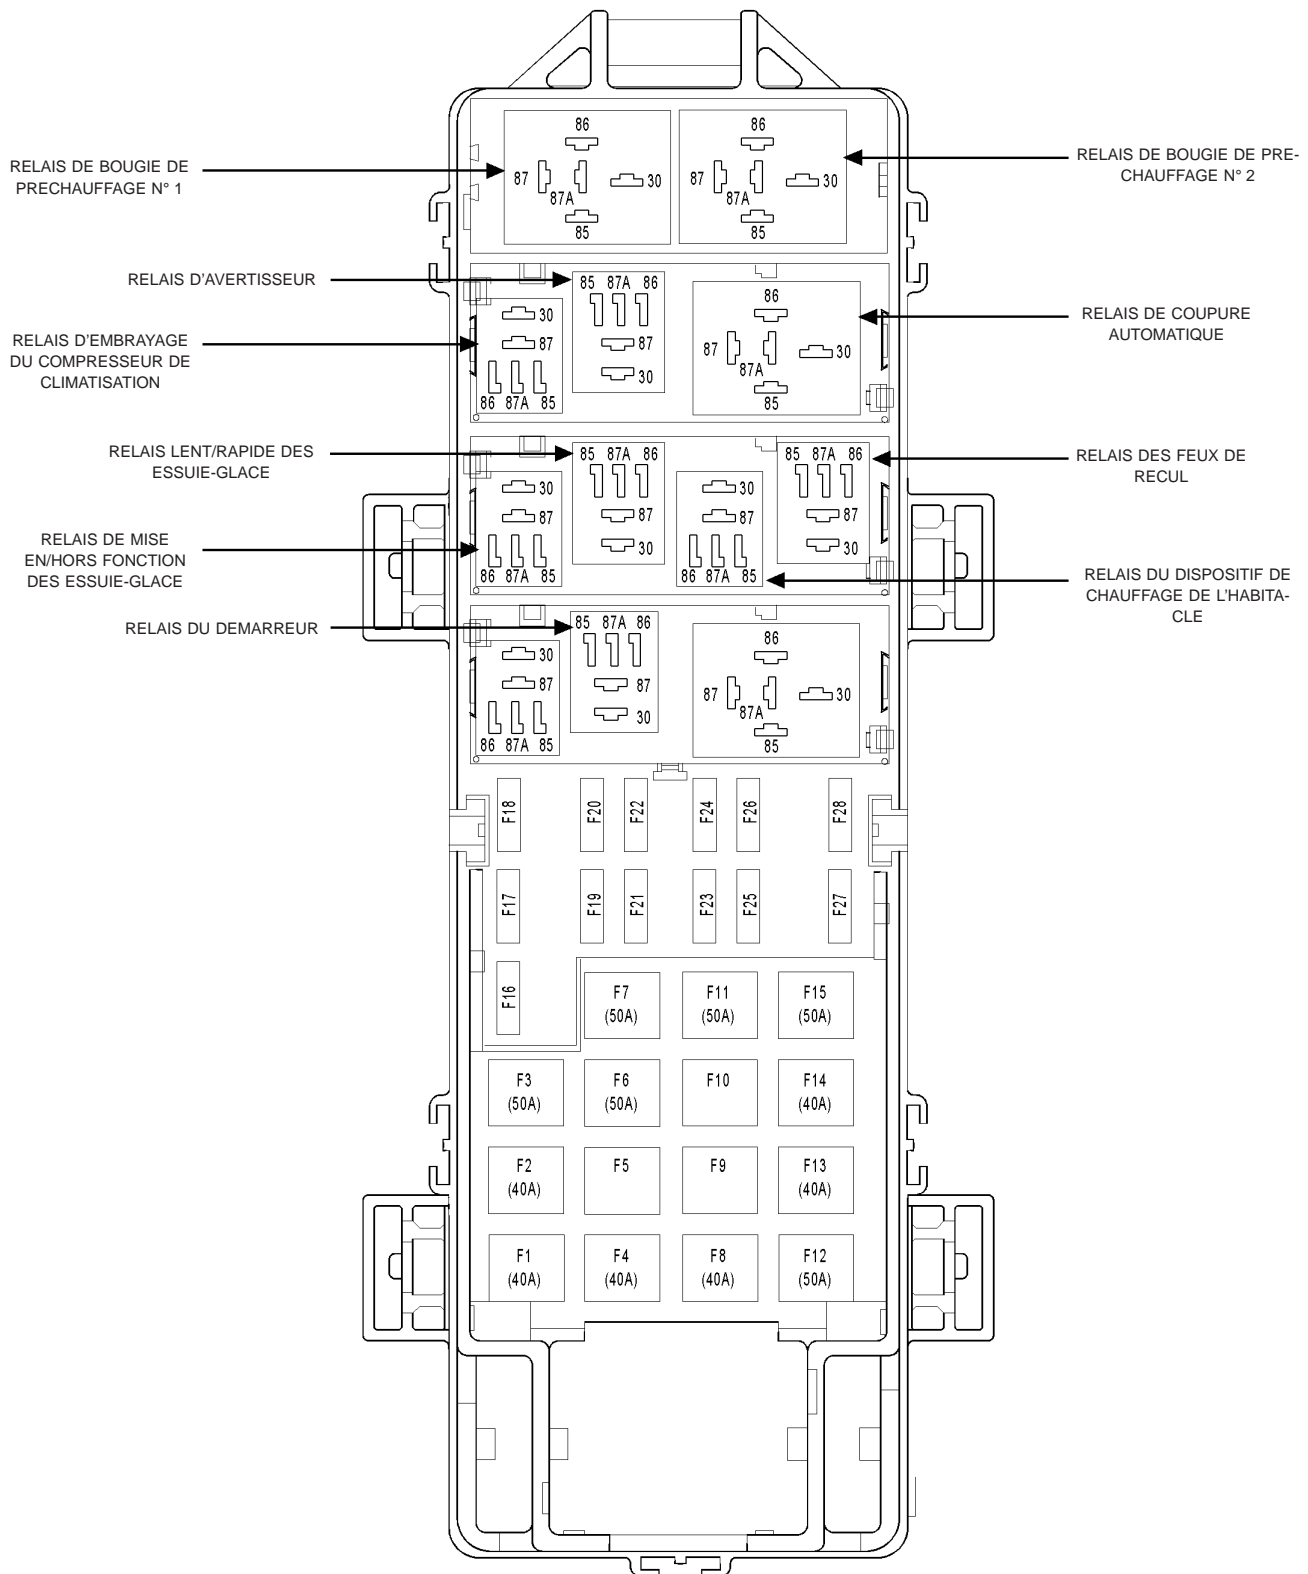 86
86
RELAIS DE BOUGIE DE
PRECHAUFFAGE N° 1
RELAIS DE BOUGIE DE PRE-
CHAUFFAGE N° 2
87
30
87A
85
87
30
87A
85
RELAIS D'AVERTISSEUR
85 87A 86
86
30
87
86 87A 85
87
30
RELAIS D'EMBRAYAGE
DU COMPRESSEUR DE
CLIMATISATION
87
30
87A
85
RELAIS DE COUPURE
AUTOMATIQUE
RELAIS LENT/RAPIDE DES
ESSUIE-GLACE
85 87A 86
85 87A 86
RELAIS DES FEUX DE
RECUL
30
87
86 87A 85
87
30
30
87
86 87A 85
87
30
RELAIS DE MISE
EN/HORS FONCTION
DES ESSUIE-GLACE
RELAIS DU DISPOSITIF DE
CHAUFFAGE DE L'HABITA-
CLE
RELAIS DU DEMARREUR
85 87A 86
86
30
87
86 87A 85
87
30
87
30
87A
85
F18
F20
F22
F24
F26
F28
F17
F19
F21
F23
F25
F27
F16
F7
(50A)
F11
(50A)
F15
(50A)
F3
(50A)
F6
(50A)
F10
F14
(40A)
F2
(40A)
F5
F9
F13
(40A)
F1
(40A)
F4
(40A)
F8
(40A)
F12
(50A)